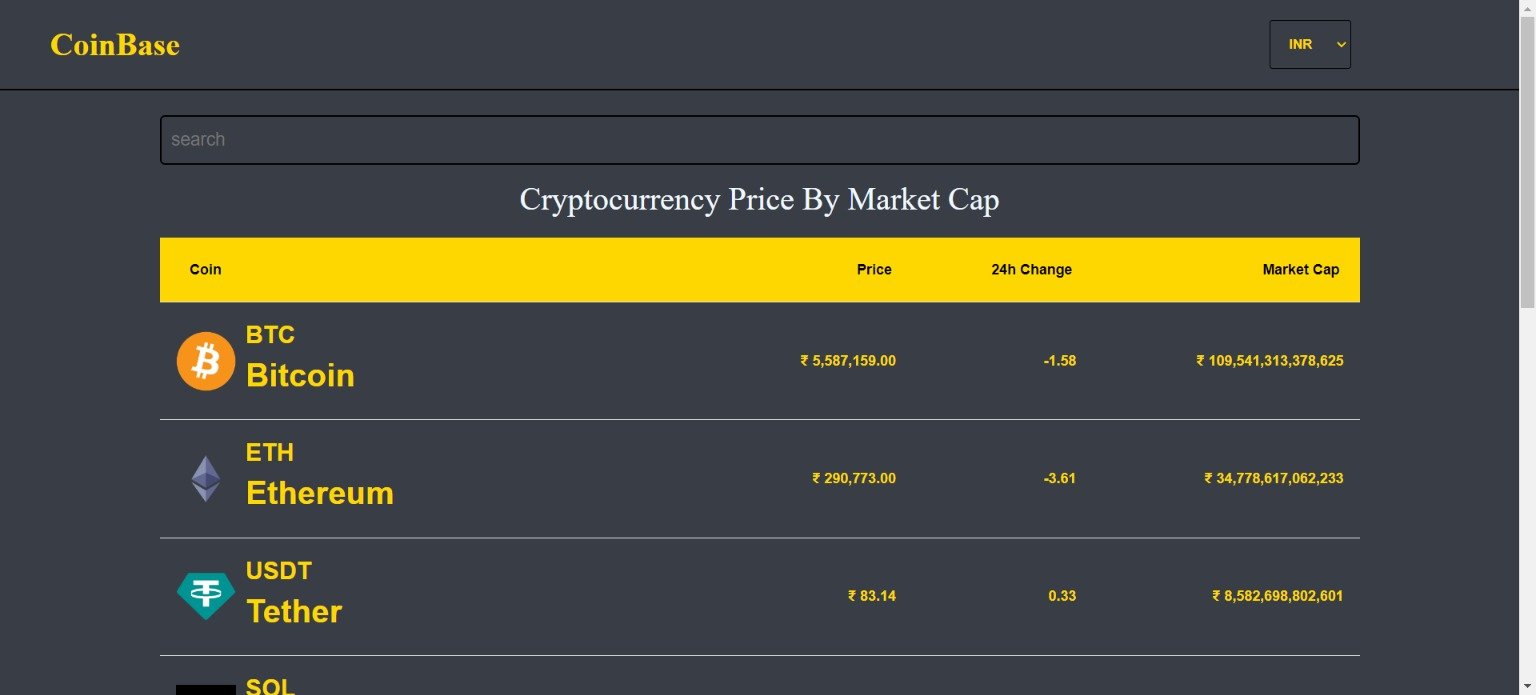 CoinBase
INR
search
Cryptocurrency Price By Market Cap
Coin Price 24h Change Market Cap
BTC
Bitcoin
₹ 5,587,159.00 -1.58 ₹ 109,541,313,378,625
ETH
Ethereum
₹ 290,773.00 -3.61 ₹ 34,778,617,062,233
USDT
Tether
₹ 83.14 0.33 ₹ 8,582,698,802,601
SOL